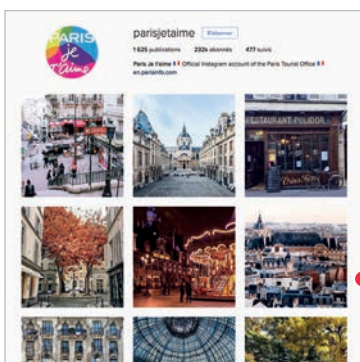 PARIS
je
t'aime
parisjetaime
S'abonner
1 625 publications 232k abonnés 477 suivis
Paris Je t'aime 🇫🇷 Official Instagram account of the Paris Tourist Office 🇫🇷
en.parisinfo.com
RESTAURANT POLIDOR